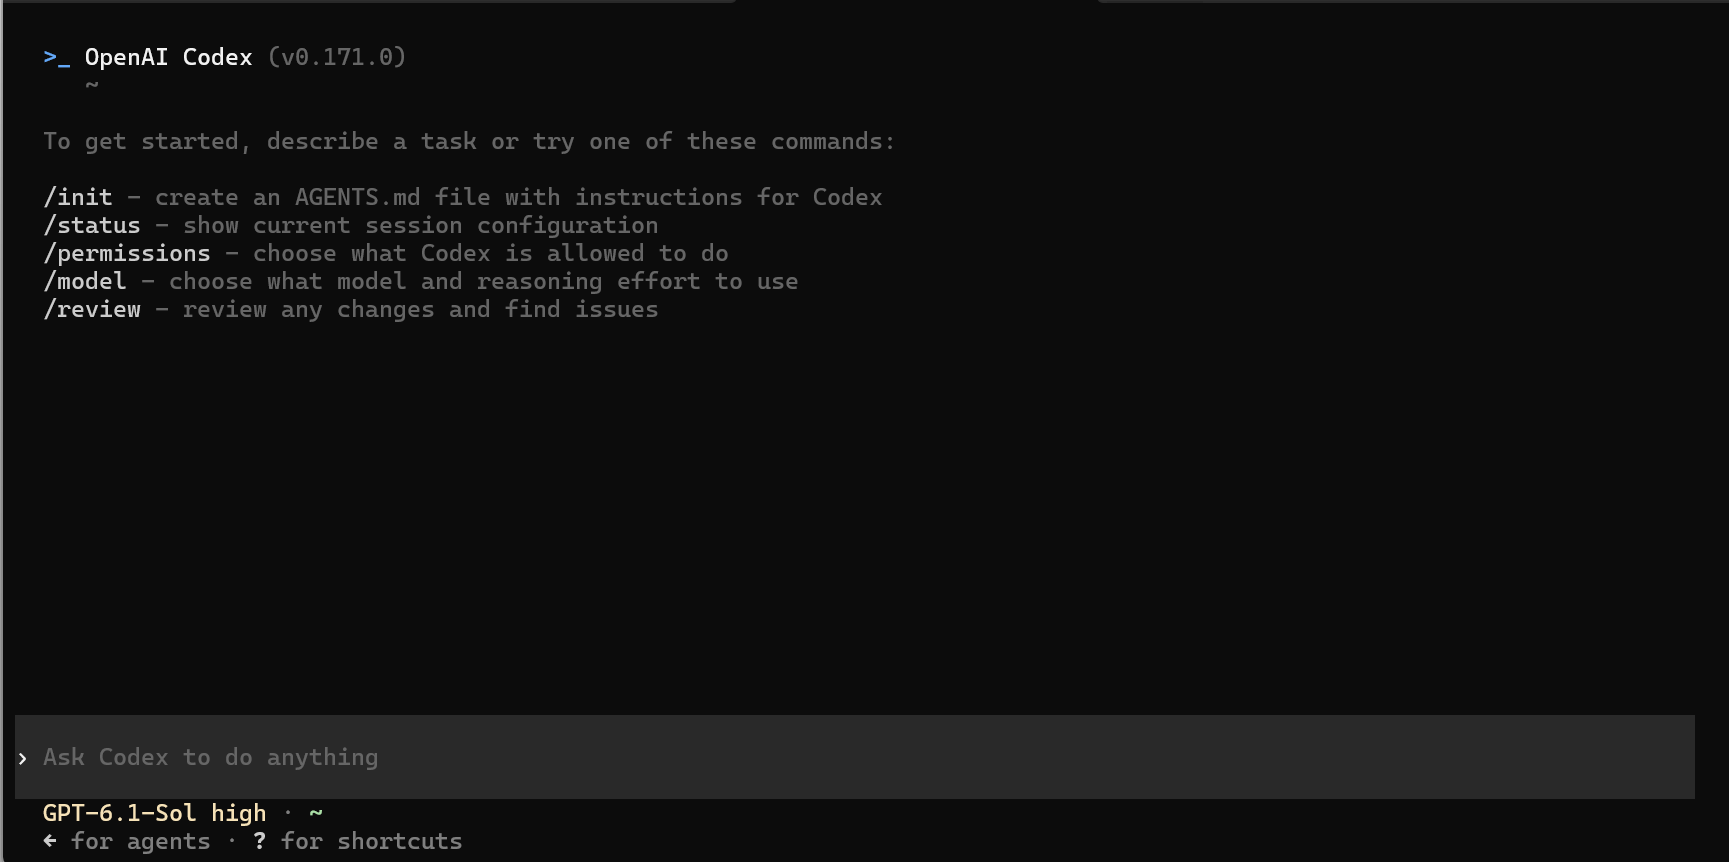 >_ OpenAI Codex (v0.171.0)
~
To get started, describe a task or try one of these commands:
/init - create an AGENTS.md file with instructions for Codex
/status - show current session configuration
/permissions - choose what Codex is allowed to do
/model - choose what model and reasoning effort to use
/review - review any changes and find issues
› Ask Codex to do anything
GPT-6.1-Sol high · ~
← for agents · ? for shortcuts